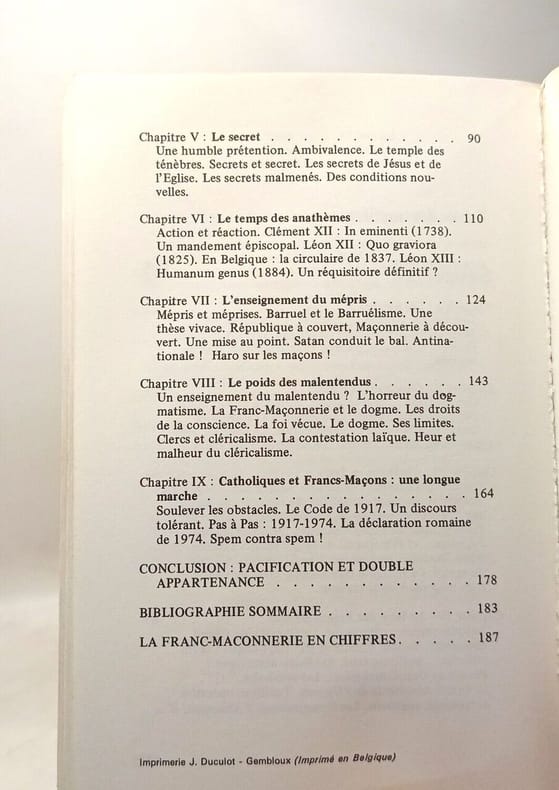 Chapitre V : Le secret . . . . . . . . . . . . 90
Une humble prétention. Ambivalence. Le temple des
ténèbres. Secrets et secret. Les secrets de Jésus et de
l'Eglise. Les secrets malmenés. Des conditions nou-
velles.
Chapitre VI : Le temps des anathèmes . . . . . . . 110
Action et réaction. Clément XII : In eminenti (1738).
Un mandement épiscopal. Léon XII : Quo graviora
(1825). En Belgique : la circulaire de 1837. Léon XIII :
Humanum genus (1884). Un réquisitoire définitif ?
Chapitre VII : L'enseignement du mépris . . . . . . 124
Mépris et méprises. Barruel et le Barruélisme. Une
thèse vivace. République à couvert, Maçonnerie à décou-
vert. Une mise au point. Satan conduit le bal. Antina-
tionale ! Haro sur les maçons !
Chapitre VIII : Le poids des malentendus . . . . . . 143
Un enseignement du malentendu ? L'horreur du dog-
matisme. La Franc-Maçonnerie et le dogme. Les droits
de la conscience. La foi vécue. Le dogme. Ses limites.
Clercs et cléricalisme. La contestation laïque. Heur et
malheur du cléricalisme.
Chapitre IX : Catholiques et Francs-Maçons : une longue
marche . . . . . . . . . . . . . . . . 164
Soulever les obstacles. Le Code de 1917. Un discours
tolérant. Pas à Pas : 1917-1974. La déclaration romaine
de 1974. Spem contra spem !
CONCLUSION : PACIFICATION ET DOUBLE
APPARTENANCE . . . . . . . . . . . . 178
BIBLIOGRAPHIE SOMMAIRE . . . . . . . . . 183
LA FRANC-MACONNERIE EN CHIFFRES . . . . . 187
Imprimerie J. Duculot - Gembloux (Imprimé en Belgique)